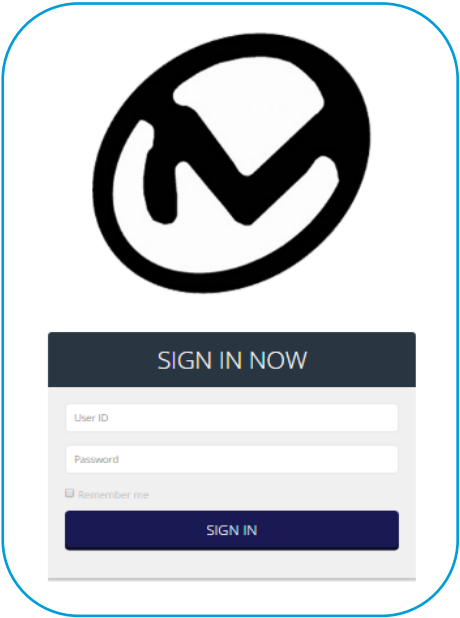 SIGN IN NOW
User ID
Password
Remember me
SIGN IN